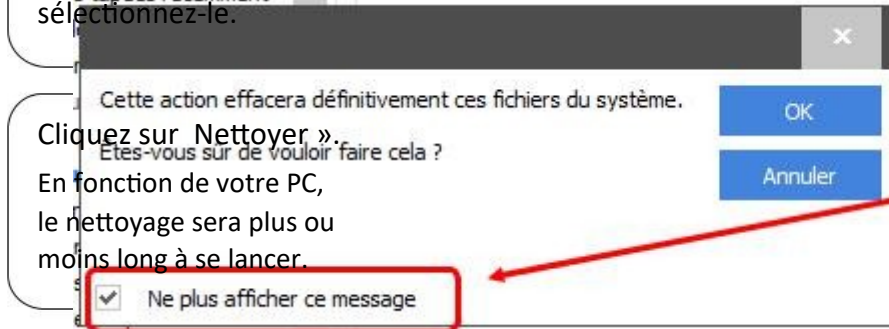 sélectionnez-le.
Cette action effacera définitivement ces fichiers du système.
OK
Cliquez sur  Nettoyer ».
Etes-vous sûr de vouloir faire cela ?
Annuler
En fonction de votre PC,
le nettoyage sera plus ou
moins long à se lancer.
Ne plus afficher ce message